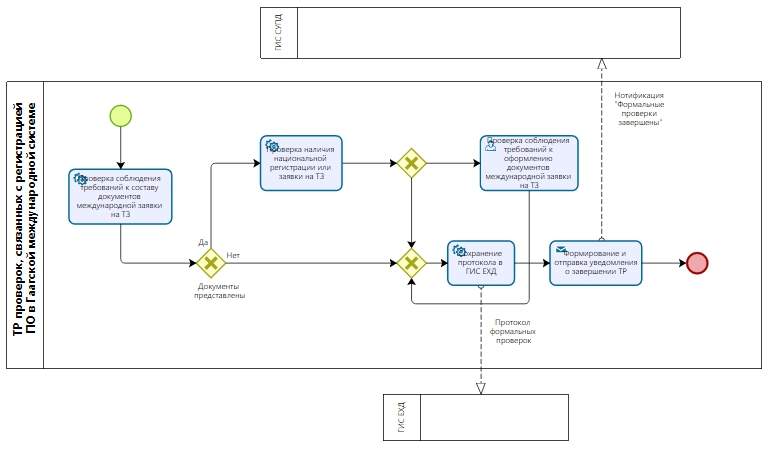 ГИС СУПД
ТР проверок, связанных с регистрацией
ПО в Гаагской международной системе
Нотификация
"Формальные
проверки
завершены"
Проверка соблюдения
требований к составу
документов
международной заявки
на ТЗ
Проверка наличия
национальной
регистрации или
заявки на ТЗ
Проверка соблюдения
требований к
оформлению
документов
международной заявки
на ТЗ
Да
Нет
Документы
представлены
Сохранение
протокола в
ГИС ЕХД
Формирование и
отправка уведомления
о завершении ТР
Протокол
формальных
проверок
ГИС ЕХД